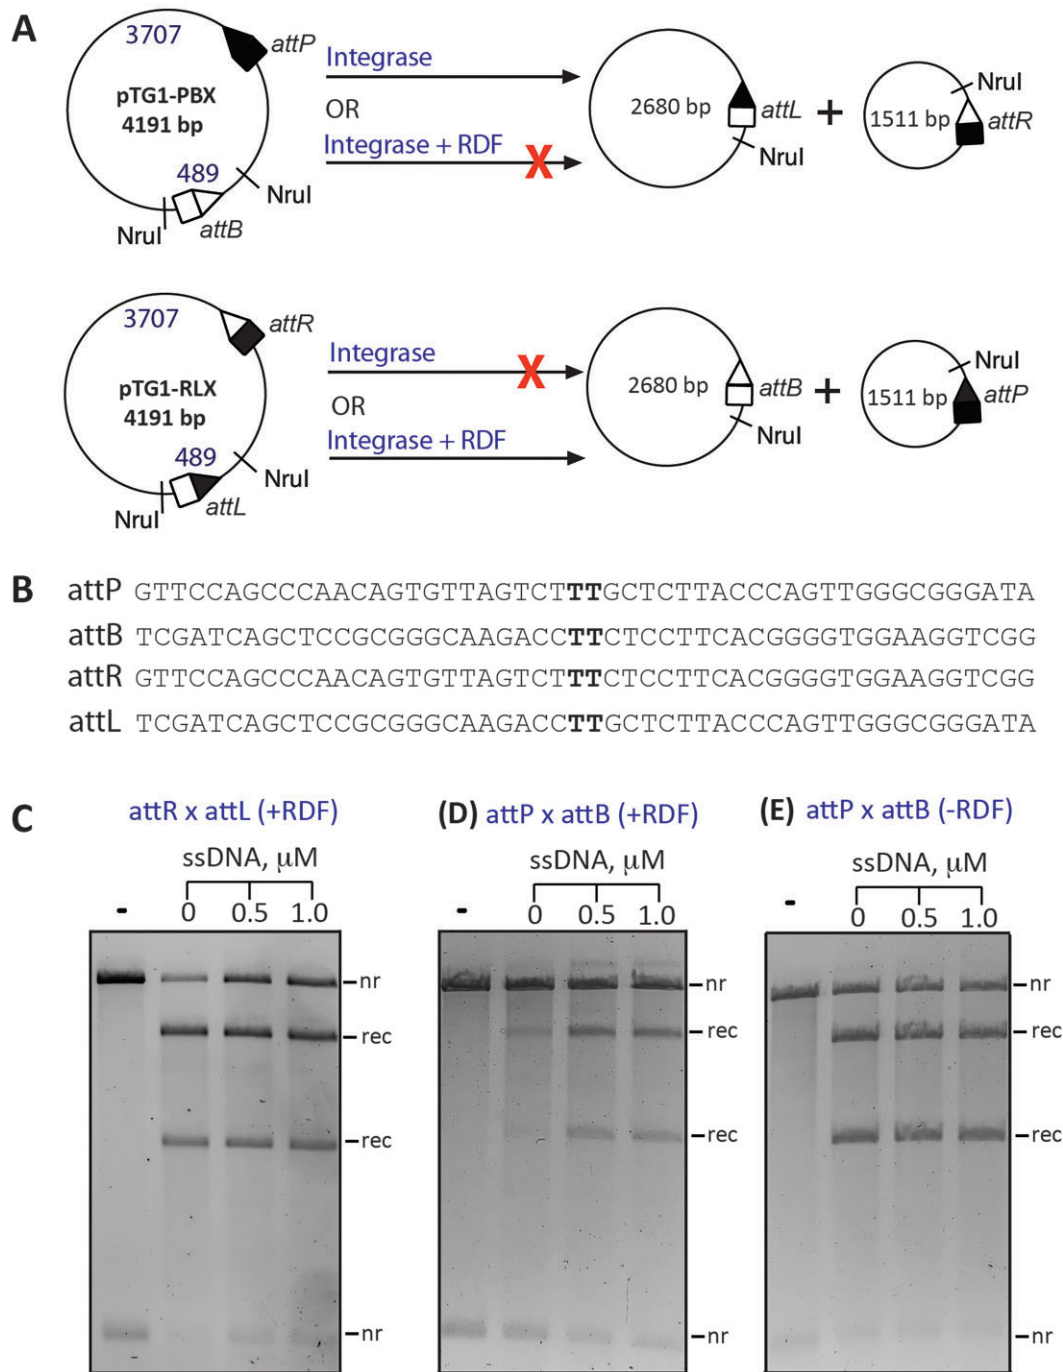 A
3707
attP
pTG1-PBX
4191 bp
489
NruI
NruI
attB
Integrase
OR
Integrase + RDF
X
2680 bp
attL
NruI
+
NruI
1511 bp
attR
3707
attR
pTG1-RLX
4191 bp
489
NruI
NruI
attL
Integrase
X
OR
Integrase + RDF
2680 bp
attB
NruI
+
NruI
1511 bp
attP
B
attP GTTCCAGCCCAACAGTGTTAGTCTTTGCTCTTACCCAGTTGGGCGGGATA
attB TCGATCAGCTCCGCGGGCAAGACCTTCTCCTTCACGGGGTGGAAGGTCGG
attR GTTCCAGCCCAACAGTGTTAGTCTTTCTCCTTCACGGGGTGGAAGGTCGG
attL TCGATCAGCTCCGCGGGCAAGACCTTGCTCTTACCCAGTTGGGCGGGATA
C attR x attL (+RDF)
ssDNA, μM
- 0 0.5 1.0
nr
rec
rec
nr
(D) attP x attB (+RDF)
ssDNA, μM
- 0 0.5 1.0
nr
rec
rec
nr
(E) attP x attB (-RDF)
ssDNA, μM
- 0 0.5 1.0
nr
rec
rec
nr